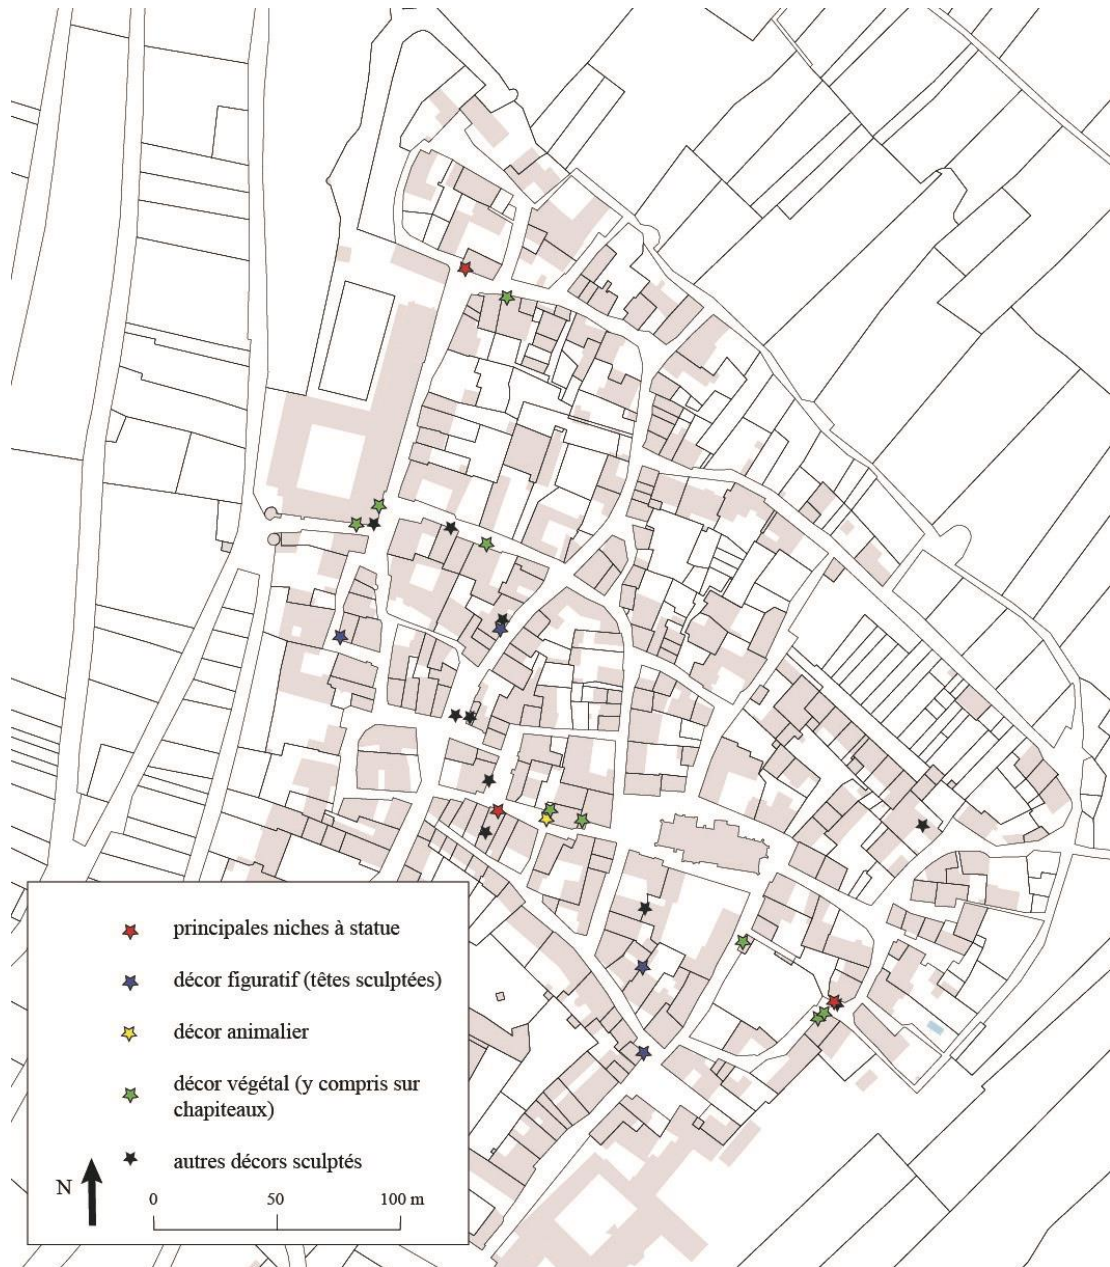 principales niches à statue
décor figuratif (têtes sculptées)
décor animalier
décor végétal (y compris sur
chapiteaux)
autres décors sculptés
N
0 50 100 m